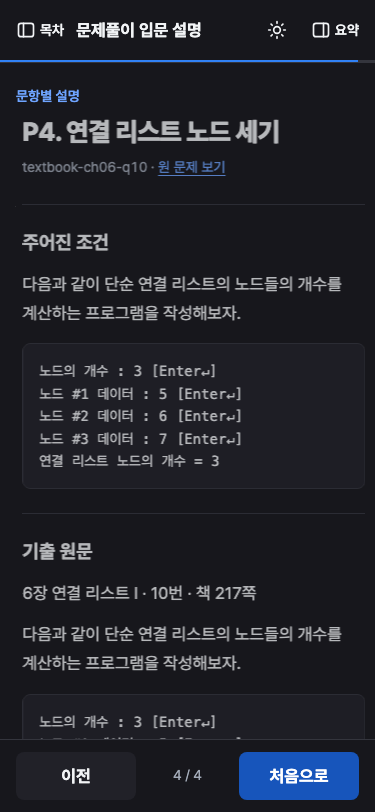 목차 문제풀이 입문 설명 요약
문항별 설명
P4. 연결 리스트 노드 세기
textbook-ch06-q10 · 원 문제 보기
주어진 조건
다음과 같이 단순 연결 리스트의 노드들의 개수를
계산하는 프로그램을 작성해보자.
노드의 개수 : 3 [Enter↵]
노드 #1 데이터 : 5 [Enter↵]
노드 #2 데이터 : 6 [Enter↵]
노드 #3 데이터 : 7 [Enter↵]
연결 리스트 노드의 개수 = 3
기출 원문
6장 연결 리스트 I · 10번 · 책 217쪽
다음과 같이 단순 연결 리스트의 노드들의 개수를
계산하는 프로그램을 작성해보자.
노드의 개수 : 3 [Enter↵]
이전 4 / 4 처음으로